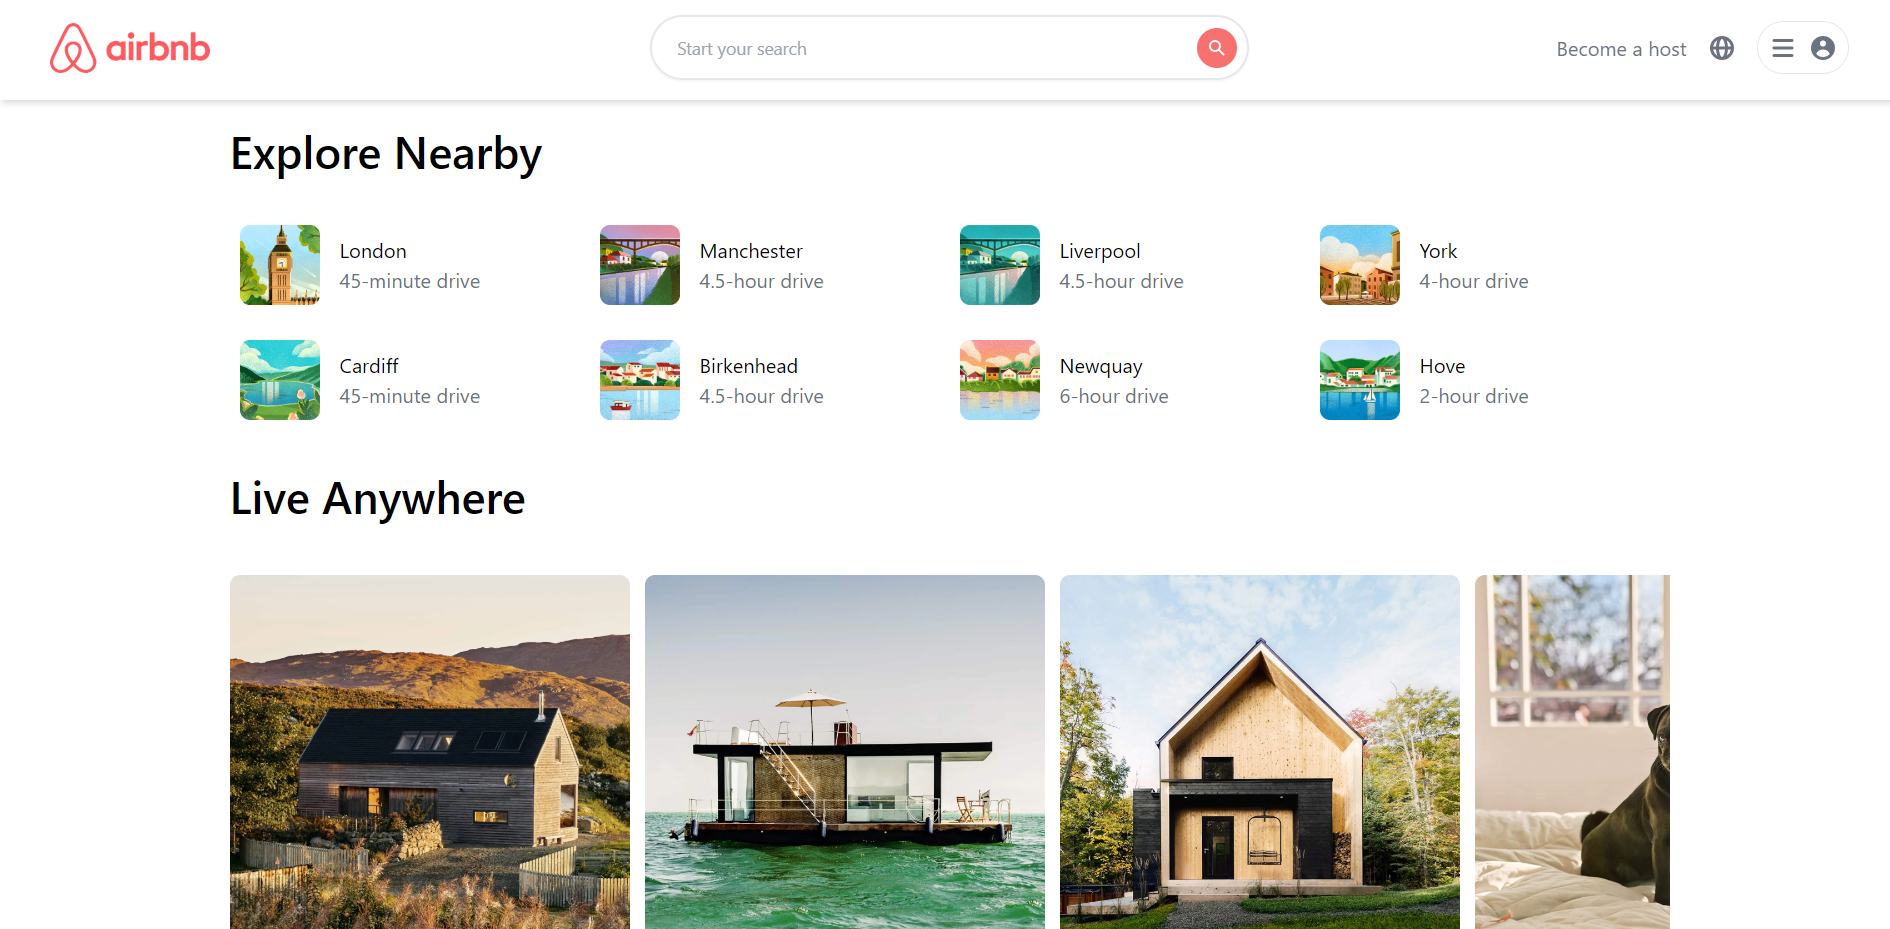 airbnb
Start your search
Become a host
Explore Nearby
London
45-minute drive
Manchester
4.5-hour drive
Liverpool
4.5-hour drive
York
4-hour drive
Cardiff
45-minute drive
Birkenhead
4.5-hour drive
Newquay
6-hour drive
Hove
2-hour drive
Live Anywhere